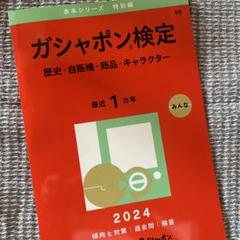 赤本シリーズ 特別編
ガシャポン®検定
歴史・自販機・商品・キャラクター
最近1カ年
みんな
2024
傾向と対策 過去問 解答